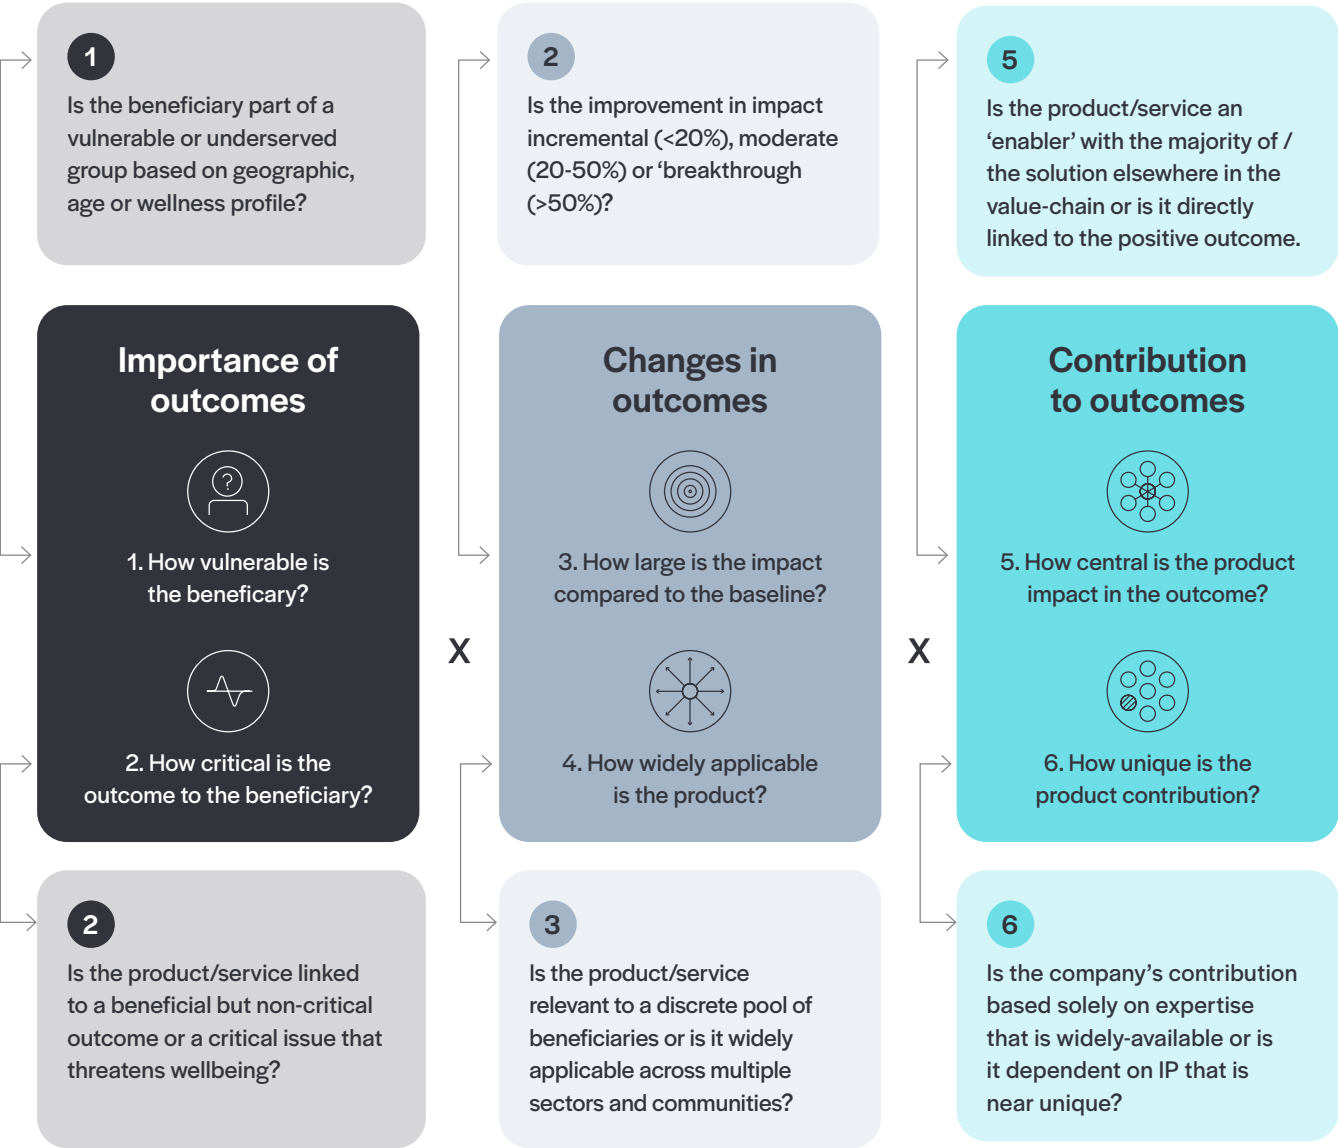 1
Is the beneficiary part of a
vulnerable or underserved
group based on geographic,
age or wellness profile?
2
Is the improvement in impact
incremental (<20%), moderate
(20-50%) or ‘breakthrough
(>50%)?
5
Is the product/service an
‘enabler’ with the majority of /
the solution elsewhere in the
value-chain or is it directly
linked to the positive outcome.
Importance of
outcomes
?
1. How vulnerable is
the beneficary?
2. How critical is the
outcome to the beneficiary?
X
Changes in
outcomes
3. How large is the impact
compared to the baseline?
4. How widely applicable
is the product?
X
Contribution
to outcomes
5. How central is the product
impact in the outcome?
6. How unique is the
product contribution?
2
Is the product/service linked
to a beneficial but non-critical
outcome or a critical issue that
threatens wellbeing?
3
Is the product/service
relevant to a discrete pool of
beneficiaries or is it widely
applicable across multiple
sectors and communities?
6
Is the company’s contribution
based solely on expertise
that is widely-available or is
it dependent on IP that is
near unique?